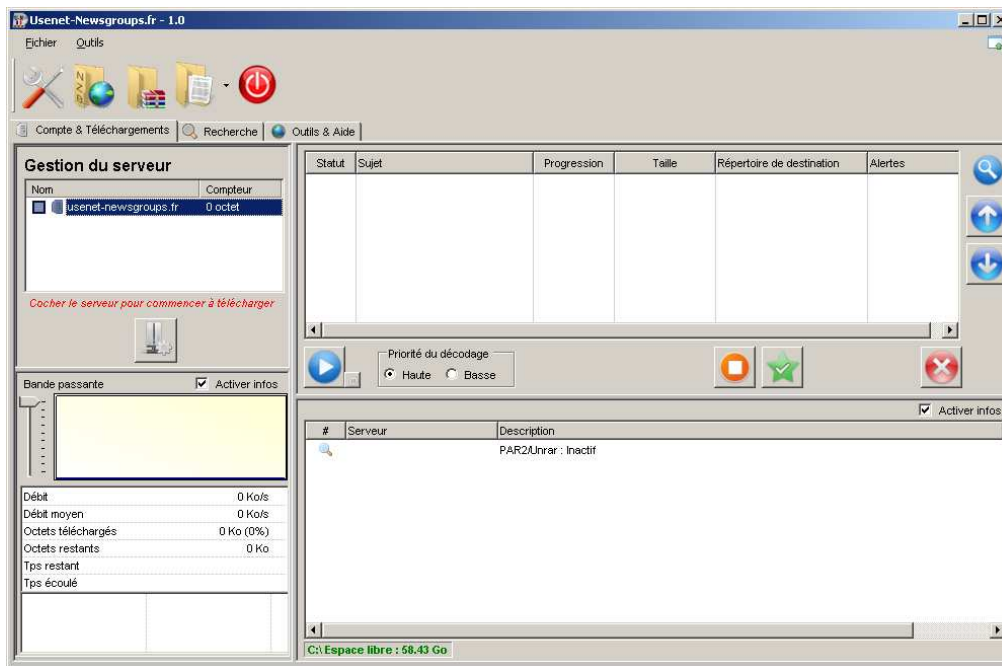 Usenet-Newsgroups.fr - 1.0
Fichier Outils
Compte & Téléchargements Recherche Outils & Aide
Gestion du serveur
Nom Compteur
usenet-newsgroups.fr 0 octet
Cocher le serveur pour commencer à télécharger
Bande passante Activer infos
Débit 0 Ko/s
Débit moyen 0 Ko/s
Octets téléchargés 0 Ko (0%)
Octets restants 0 Ko
Tps restant
Tps écoulé
Statut Sujet Progression Taille Répertoire de destination Alertes
Priorité du décodage
Haute Basse
Activer infos
# Serveur Description
PAR2/Unrar : Inactif
C:\ Espace libre : 58.43 Go